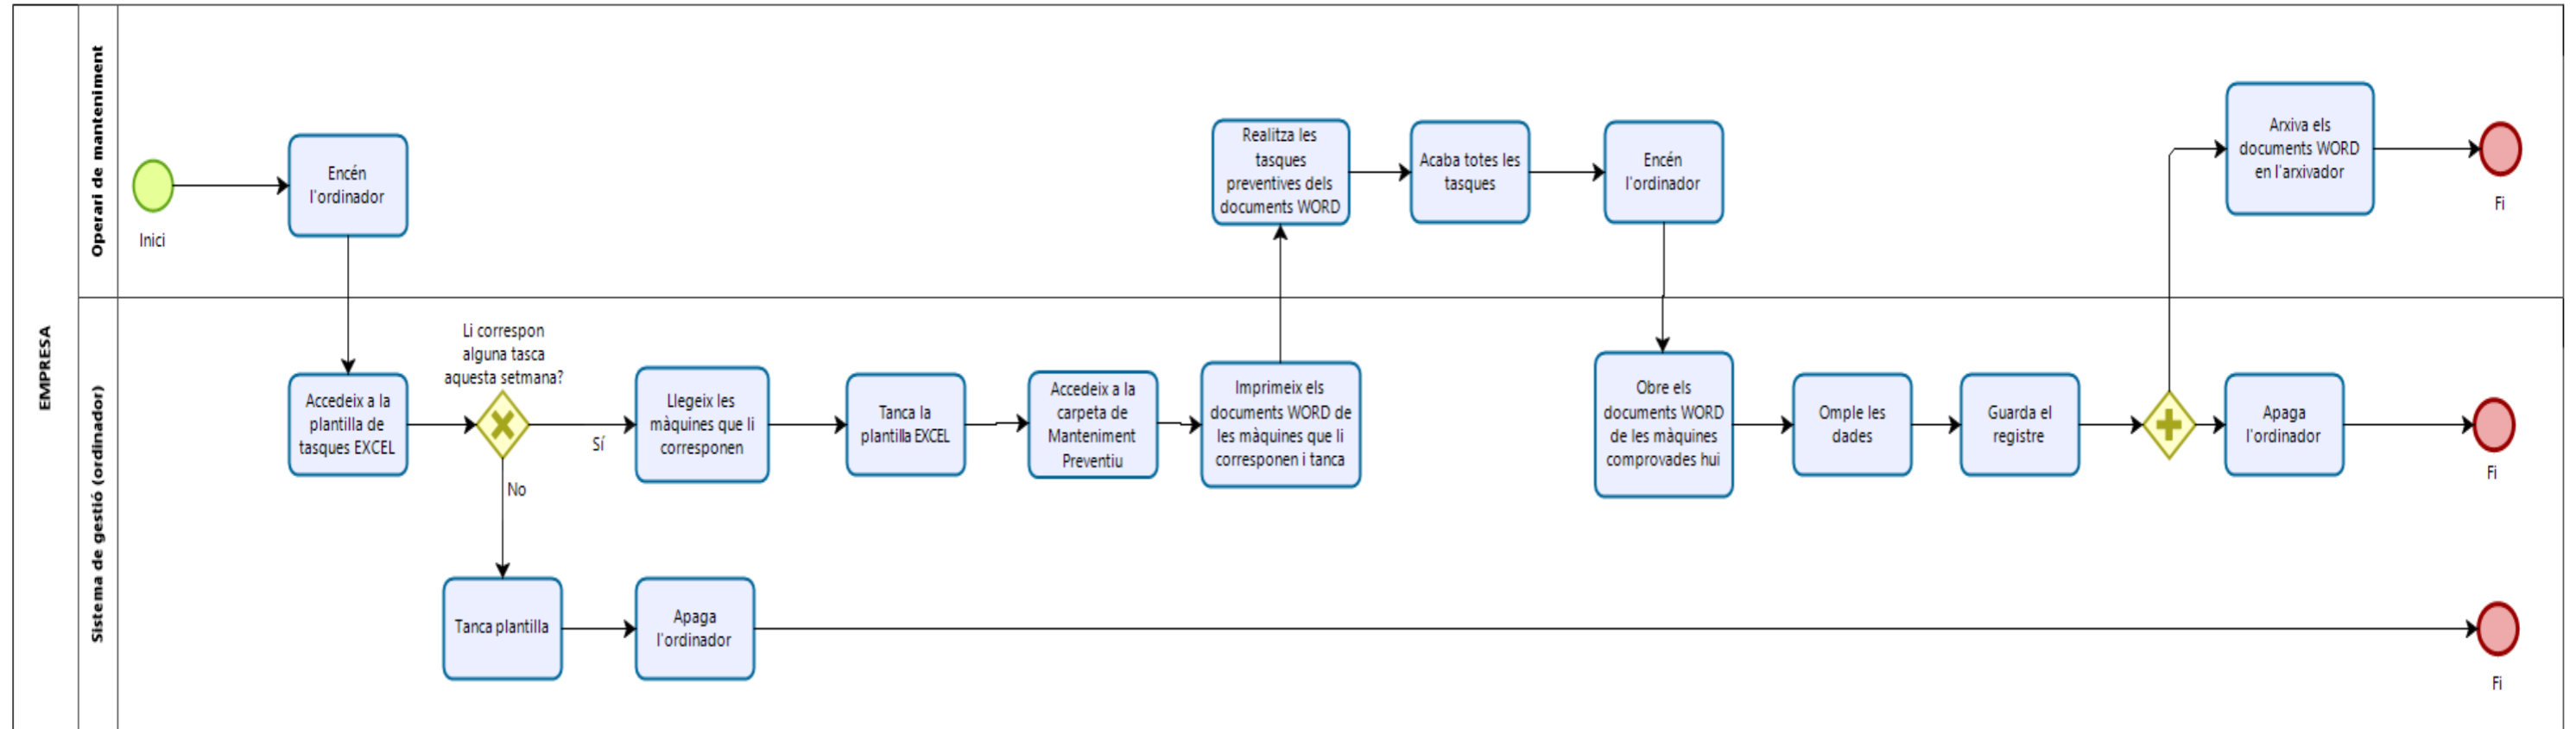 EMPRESA
Operari de manteniment
Inici
Encén
l'ordinador
Realitza les
tasques
preventives dels
documents WORD
Acaba totes les
tasques
Encén
l'ordinador
Arxiva els
documents WORD
en l'arxivador
Fi
Sistema de gestió (ordinador)
Accedeix a la
plantilla de
tasques EXCEL
Li correspon
alguna tasca
aquesta setmana?
Sí
No
Llegeix les
màquines que li
corresponen
Tanca la
plantilla EXCEL
Accedeix a la
carpeta de
Manteniment
Preventiu
Imprimeix els
documents WORD de
les màquines que li
corresponen i tanca
Obre els
documents WORD
de les màquines
comprovades hui
Omple les
dades
Guarda el
registre
Apaga
l'ordinador
Fi
Tanca plantilla
Apaga
l'ordinador
Fi